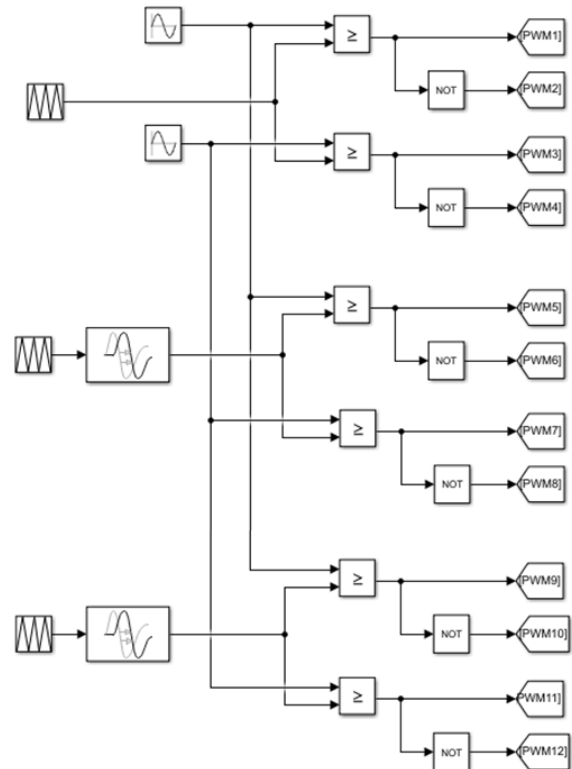 ≥
[PWM1]
NOT
[PWM2]
≥
[PWM3]
NOT
[PWM4]
≥
[PWM5]
NOT
[PWM6]
≥
[PWM7]
NOT
[PWM8]
≥
[PWM9]
NOT
[PWM10]
≥
PWM11]
NOT
[PWM12]